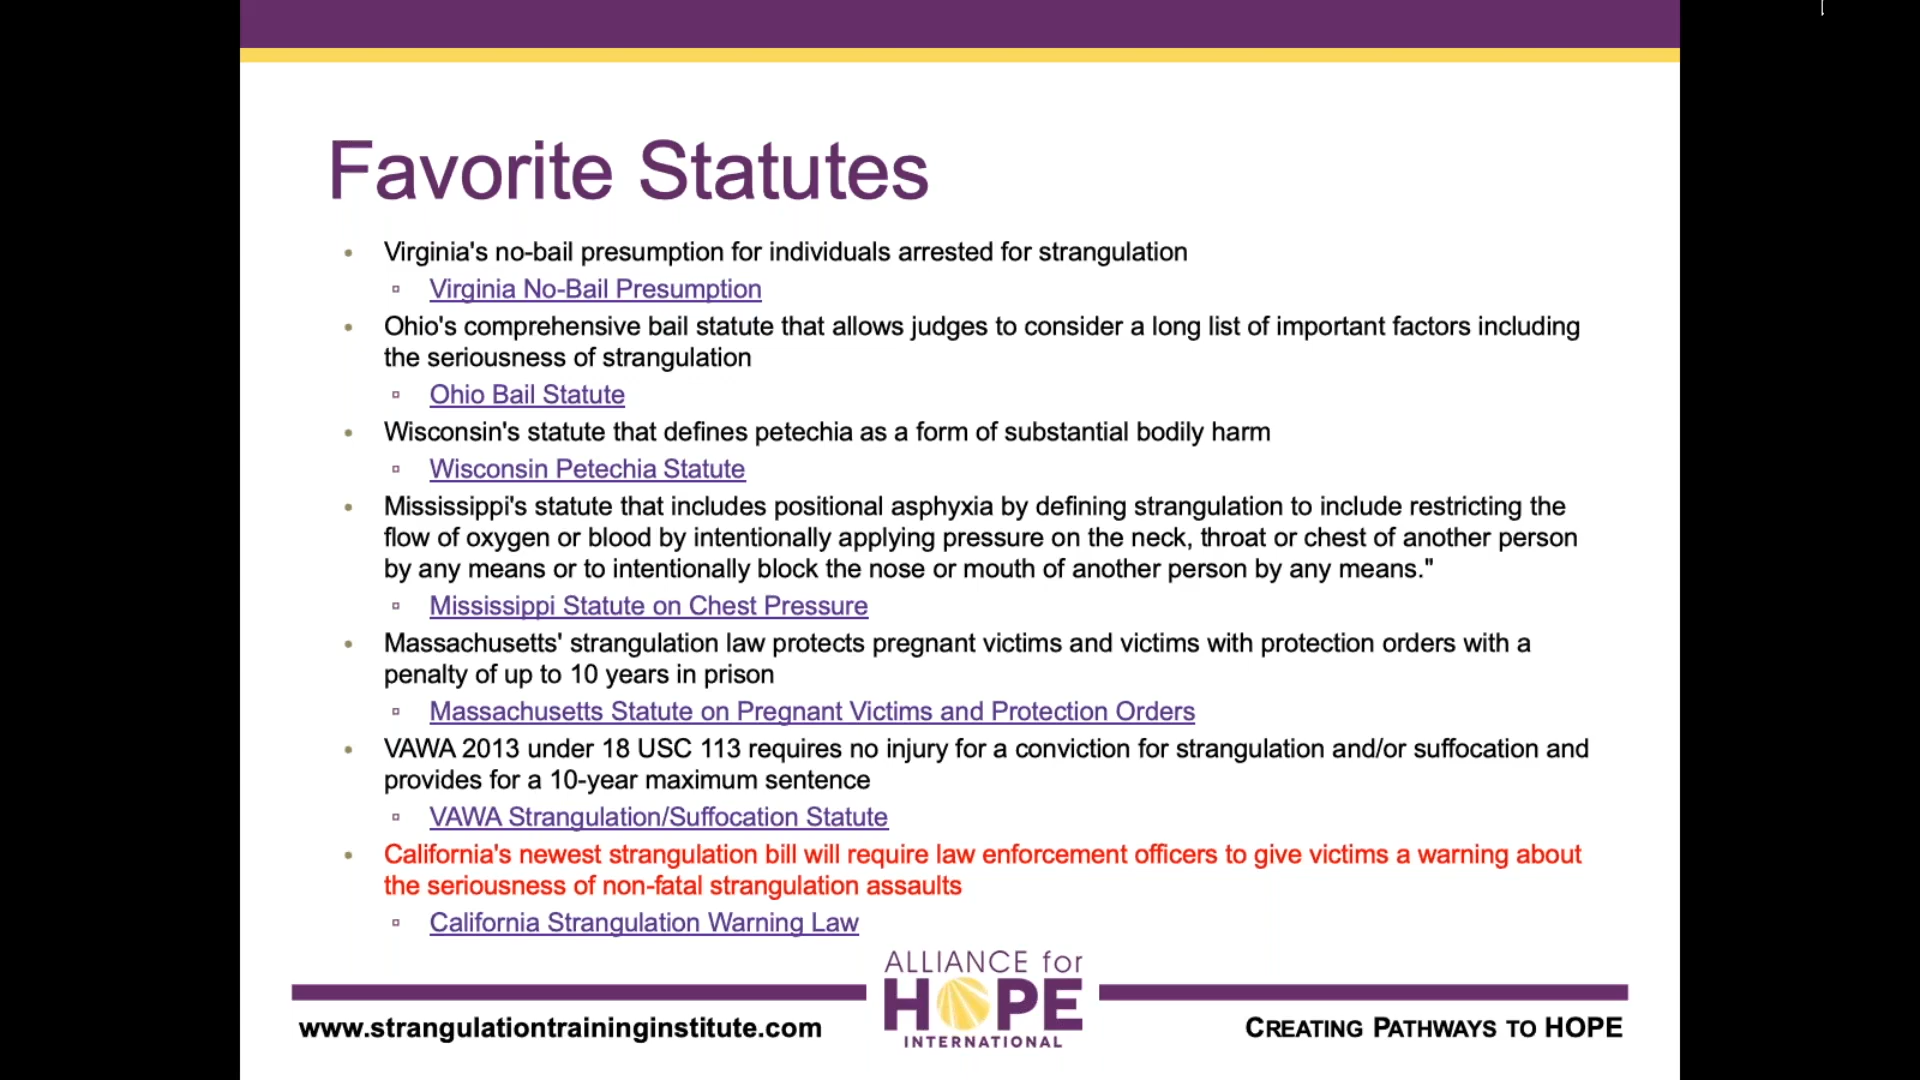 Favorite Statutes
Virginia's no-bail presumption for individuals arrested for strangulation
Virginia No-Bail Presumption
Ohio's comprehensive bail statute that allows judges to consider a long list of important factors including
the seriousness of strangulation
Ohio Bail Statute
Wisconsin's statute that defines petechia as a form of substantial bodily harm
Wisconsin Petechia Statute
Mississippi's statute that includes positional asphyxia by defining strangulation to include restricting the
flow of oxygen or blood by intentionally applying pressure on the neck, throat or chest of another person
by any means or to intentionally block the nose or mouth of another person by any means."
Mississippi Statute on Chest Pressure
Massachusetts' strangulation law protects pregnant victims and victims with protection orders with a
penalty of up to 10 years in prison
Massachusetts Statute on Pregnant Victims and Protection Orders
VAWA 2013 under 18 USC 113 requires no injury for a conviction for strangulation and/or suffocation and
provides for a 10-year maximum sentence
VAWA Strangulation/Suffocation Statute
California's newest strangulation bill will require law enforcement officers to give victims a warning about
the seriousness of non-fatal strangulation assaults
California Strangulation Warning Law
ALLIANCE for
HOPE
INTERNATIONAL
www.strangulationtraininginstitute.com
CREATING PATHWAYS TO HOPE